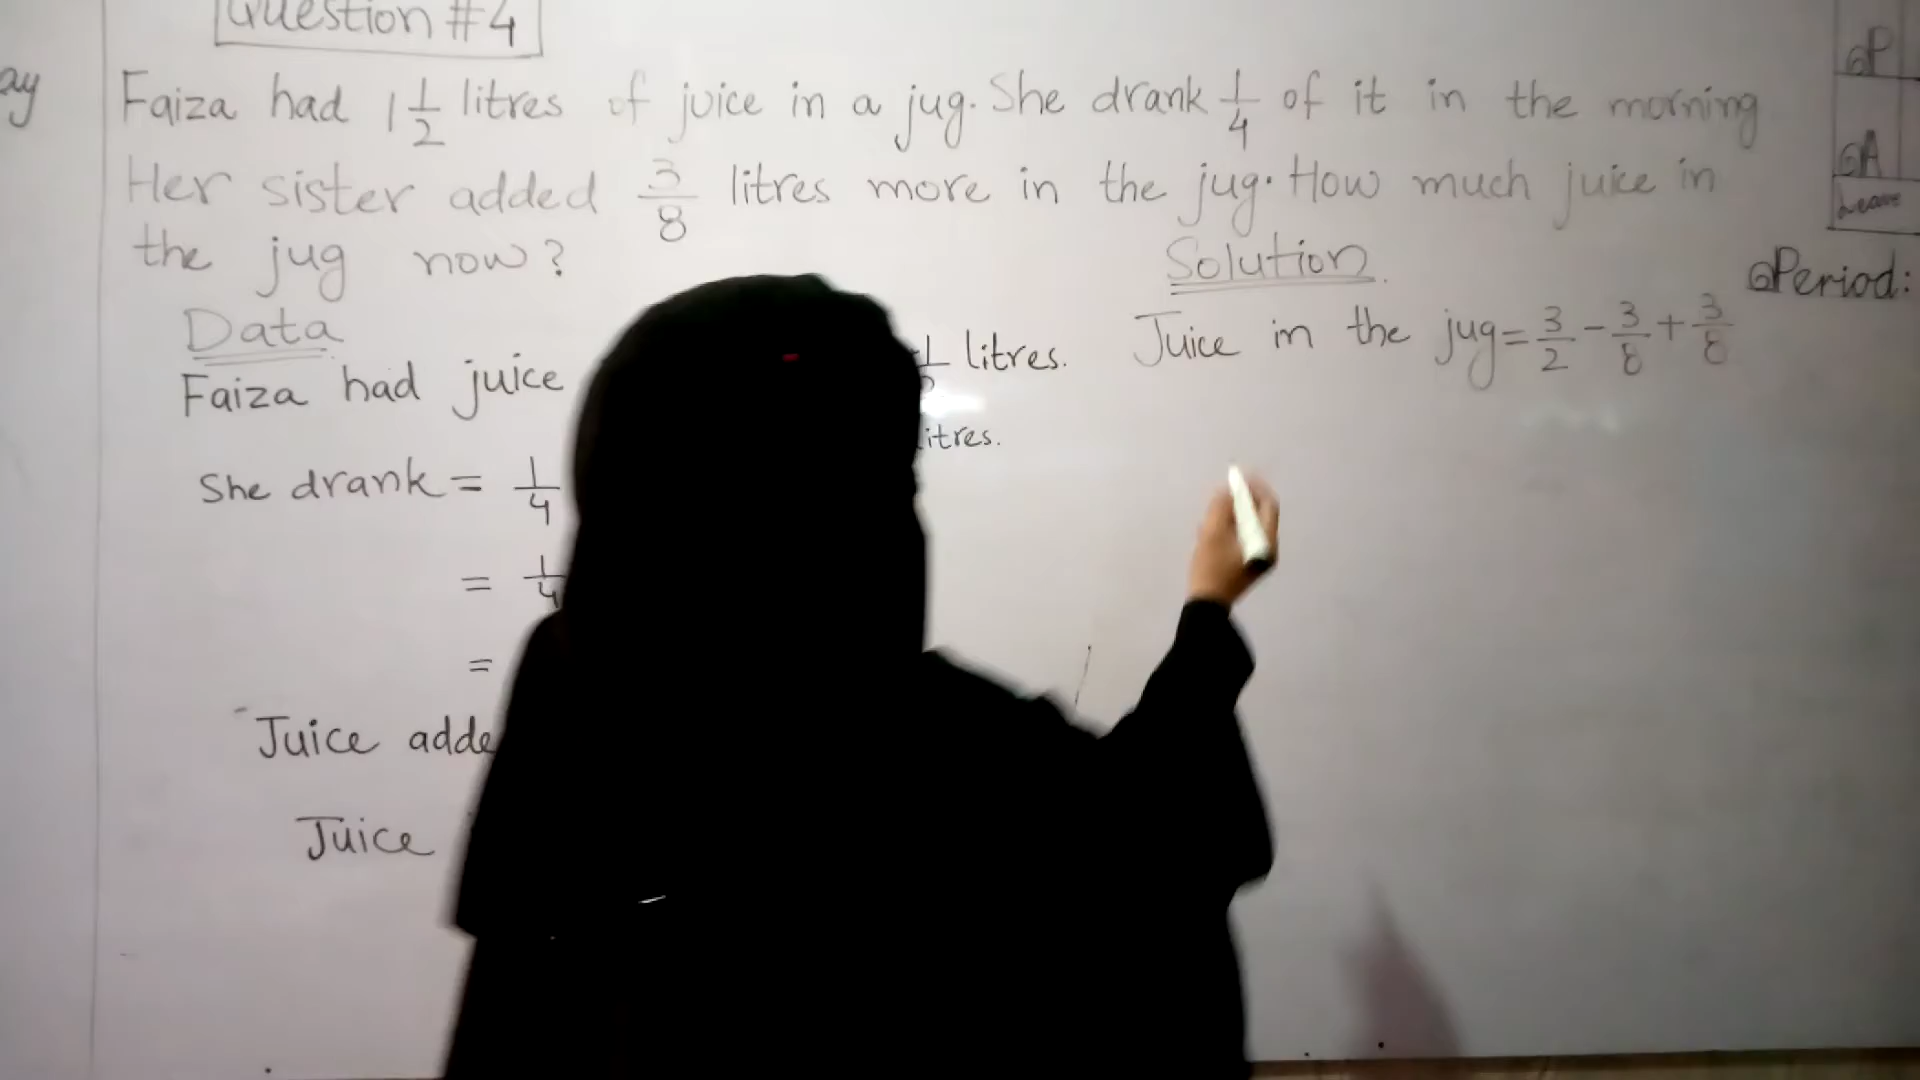 Question #4
ay
Faiza had 1 1/2 litres of juice in a jug. She drank 1/4 of it in the morning
Her sister added 3/8 litres more in the jug. How much juice in
the jug now?
Data
Faiza had juice
litres.
itres.
She drank = 1/4
= 1/4
=
Juice adde
Juice
Solution
Juice in the jug = 3/2 - 3/8 + 3/8
P
A
Leave
Period: